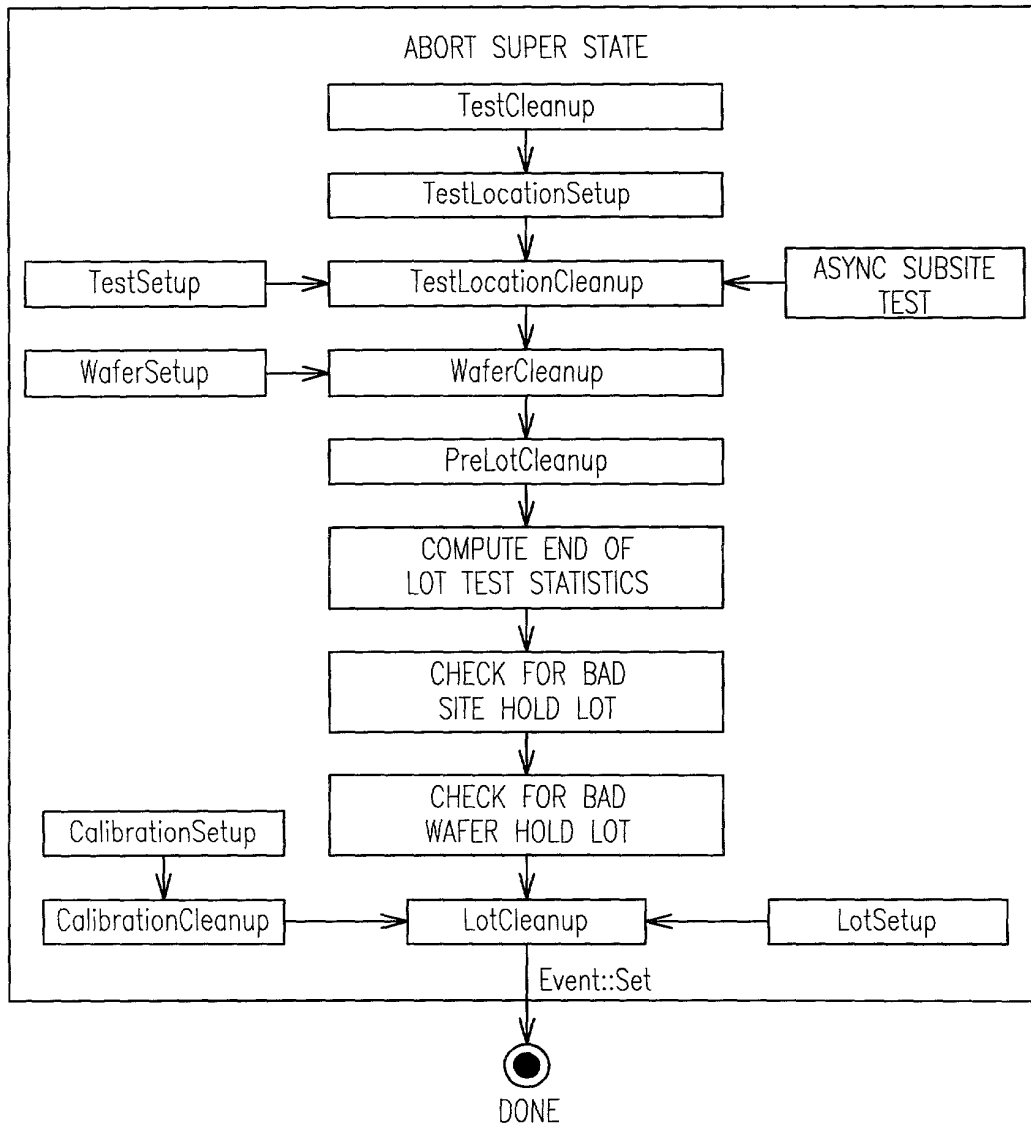 ABORT SUPER STATE
TestCleanup
TestLocationSetup
TestSetup
TestLocationCleanup
ASYNC SUBSITE
TEST
WaferSetup
WaferCleanup
PreLotCleanup
COMPUTE END OF
LOT TEST STATISTICS
CHECK FOR BAD
SITE HOLD LOT
CHECK FOR BAD
WAFER HOLD LOT
CalibrationSetup
CalibrationCleanup
LotCleanup
LotSetup
Event::Set
DONE